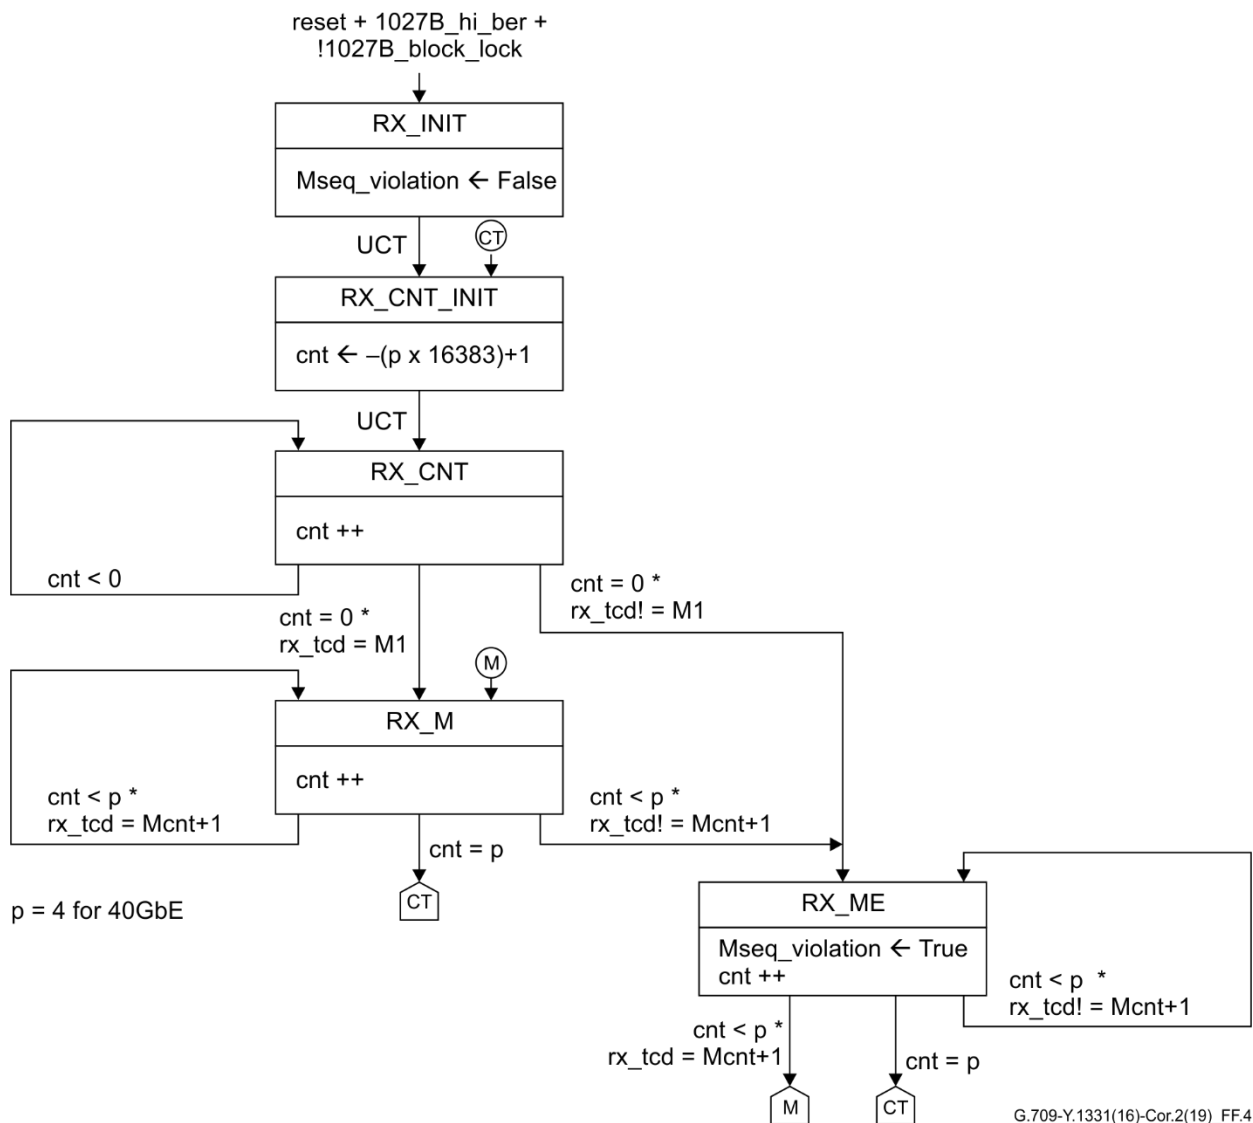 reset + 1027B_hi_ber +
!1027B_block_lock
RX_INIT
Mseq_violation ← False
UCT
CT
RX_CNT_INIT
cnt ← –(p x 16383)+1
UCT
RX_CNT
cnt ++
cnt < 0
cnt = 0 *
rx_tcd = M1
cnt = 0 *
rx_tcd! = M1
M
RX_M
cnt ++
cnt < p *
rx_tcd = Mcnt+1
cnt = p
CT
cnt < p *
rx_tcd! = Mcnt+1
p = 4 for 40GbE
RX_ME
Mseq_violation ← True
cnt ++
cnt < p *
rx_tcd! = Mcnt+1
cnt < p *
rx_tcd = Mcnt+1
cnt = p
M
CT
G.709-Y.1331(16)-Cor.2(19)_FF.4